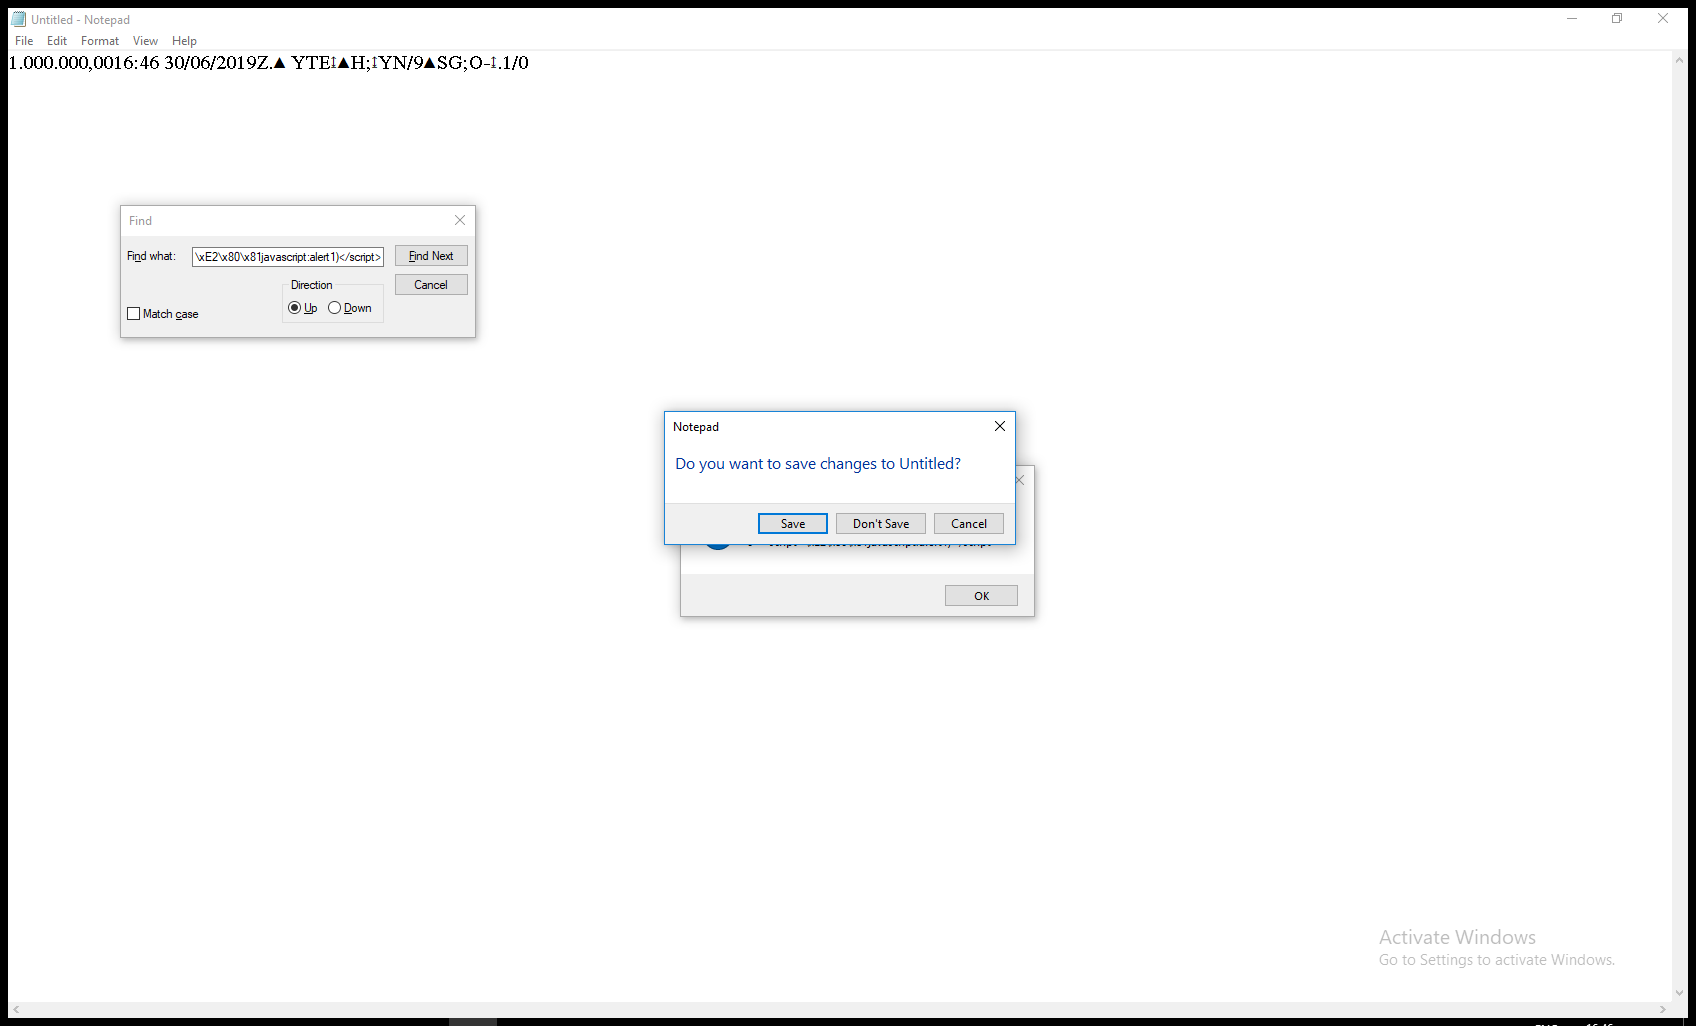 Untitled - Notepad
File Edit Format View Help
1.000.000,0016:46 30/06/2019Z.▲ YTE↕▲H;↕YN/9▲SG;O-↕.1/0
Find
Find what: \xE2\x80\x81javascript:alert1)</script> Find Next
Cancel
Direction
Up Down
Match case
Notepad
Do you want to save changes to Untitled?
Save Don't Save Cancel
OK
Activate Windows
Go to Settings to activate Windows.